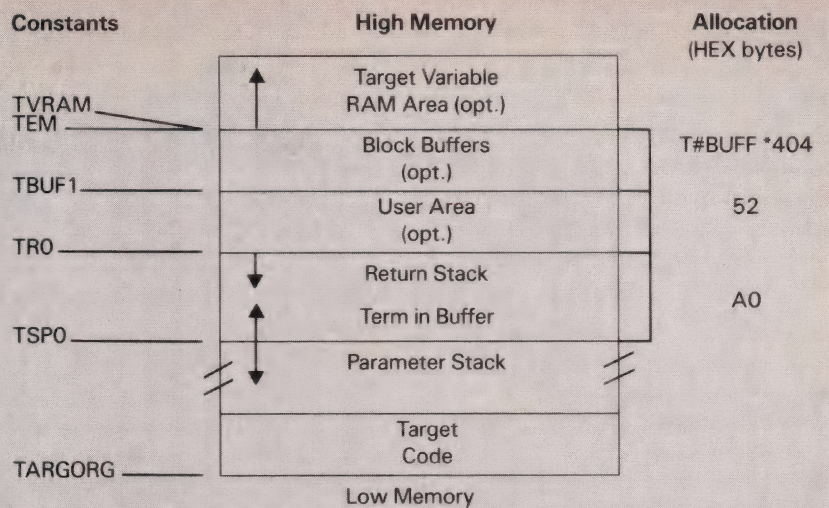 Constants High Memory Allocation
(HEX bytes)
Target Variable
RAM Area (opt.)
TVRAM
TEM
Block Buffers
(opt.)
T#BUFF *404
TBUF1
User Area
(opt.)
52
TR0
Return Stack
Term in Buffer
A0
TSP0
Parameter Stack
Target
Code
TARGORG
Low Memory